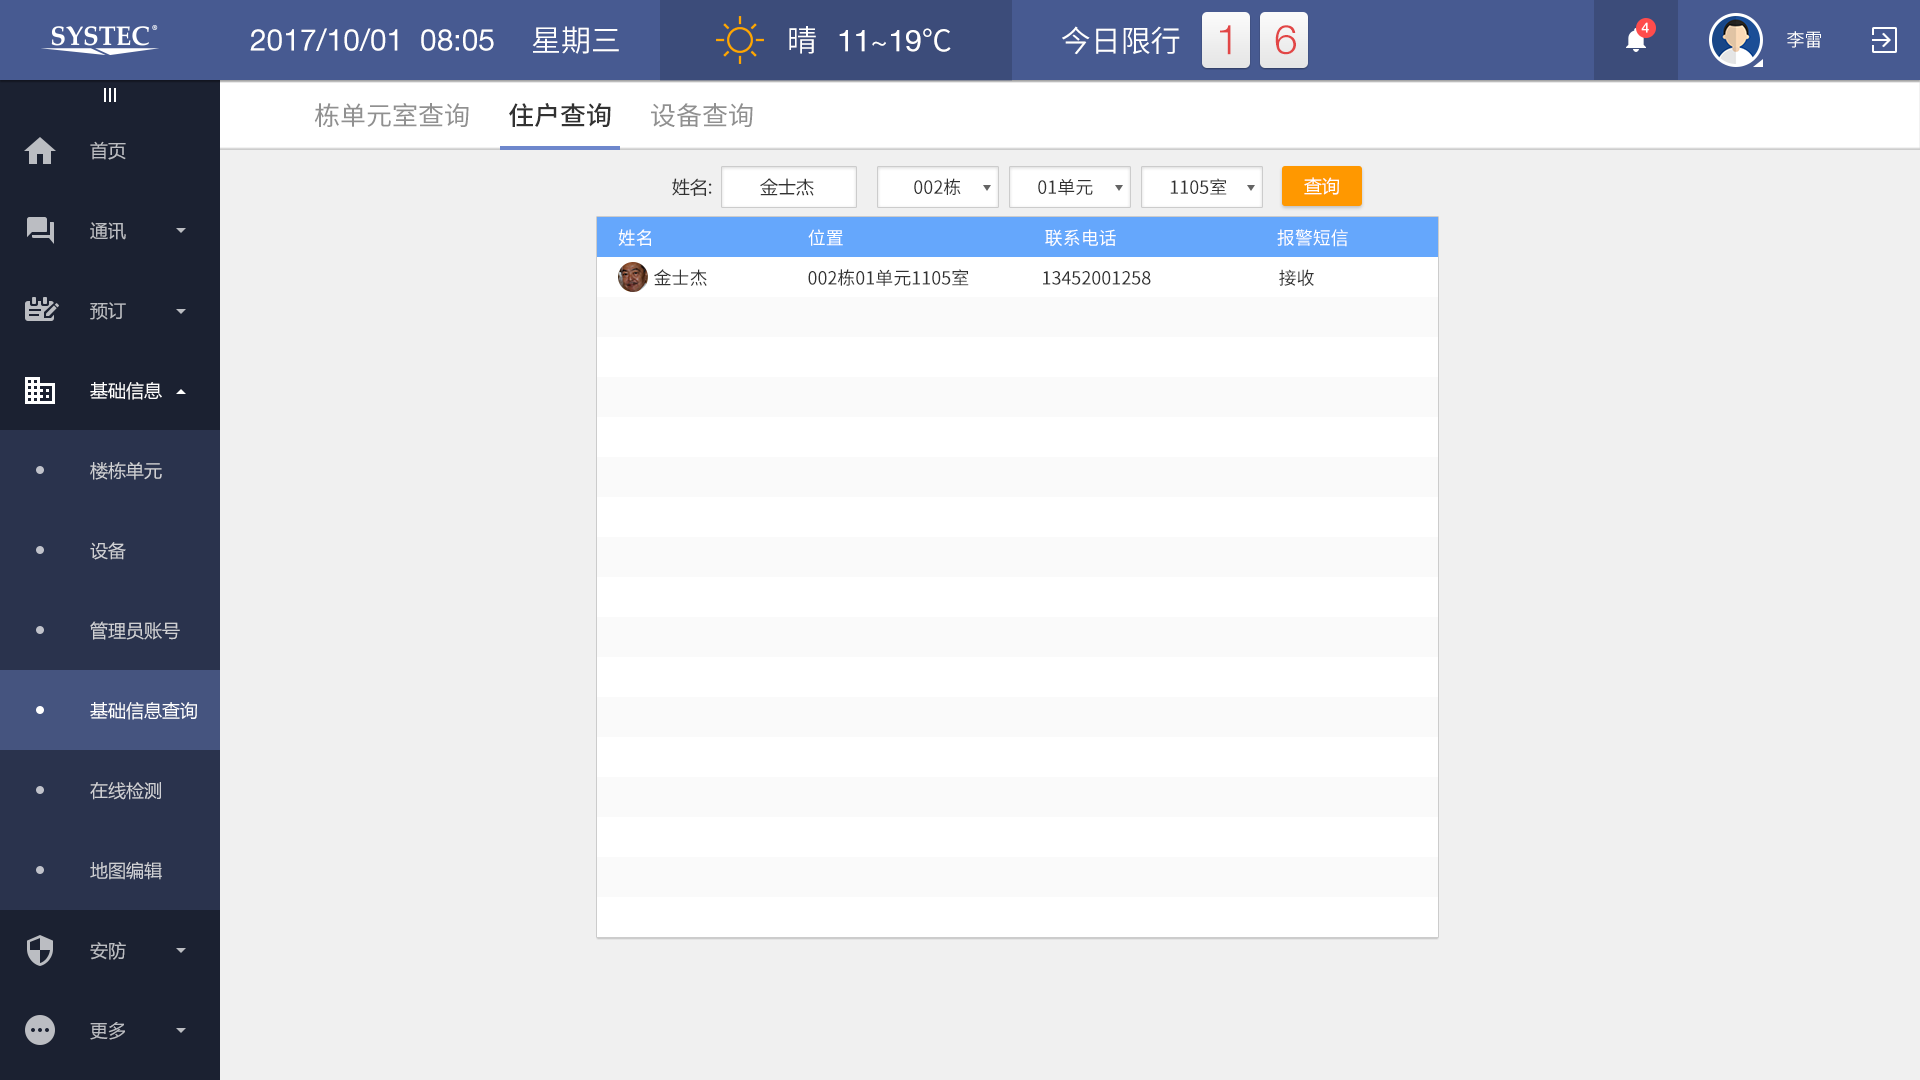 SYSTEC®
2017/10/01 08:05 星期三
晴 11~19°C
今日限行 1 6
4
李雷
首页
通讯
预订
基础信息
楼栋单元
设备
管理员账号
基础信息查询
在线检测
地图编辑
安防
更多
栋单元室查询 住户查询 设备查询
姓名: 金士杰 002栋 01单元 1105室 查询
姓名 位置 联系电话 报警短信
金士杰 002栋01单元1105室 13452001258 接收